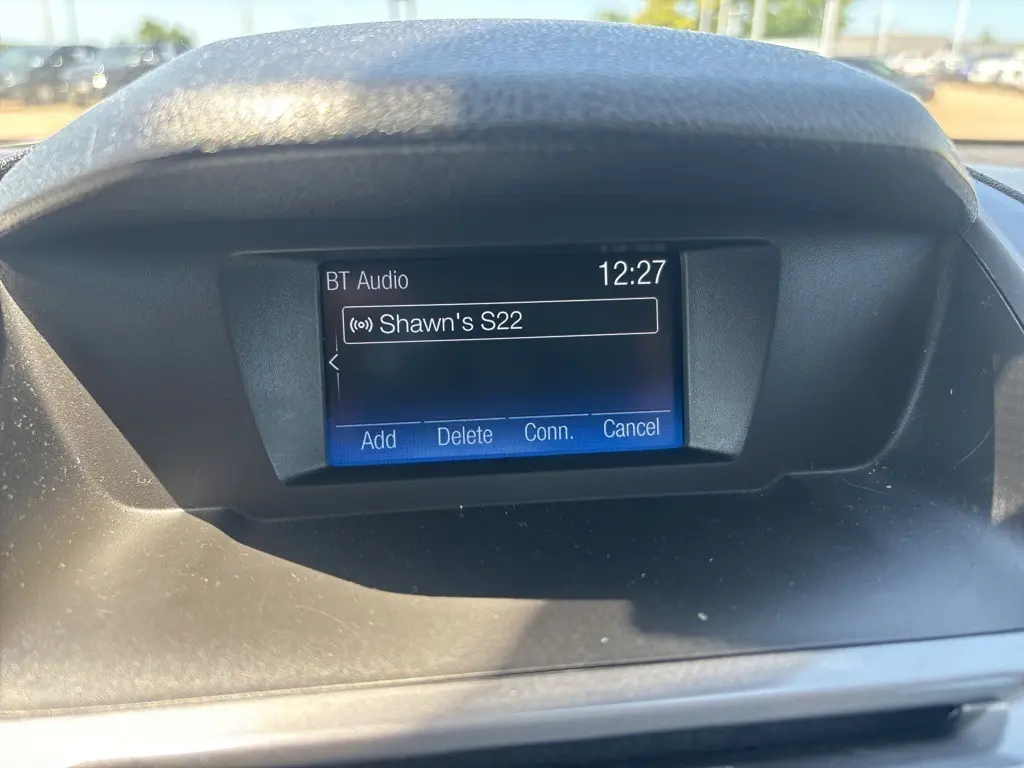 BT Audio 12:27
Shawn's S22
Add Delete Conn. Cancel